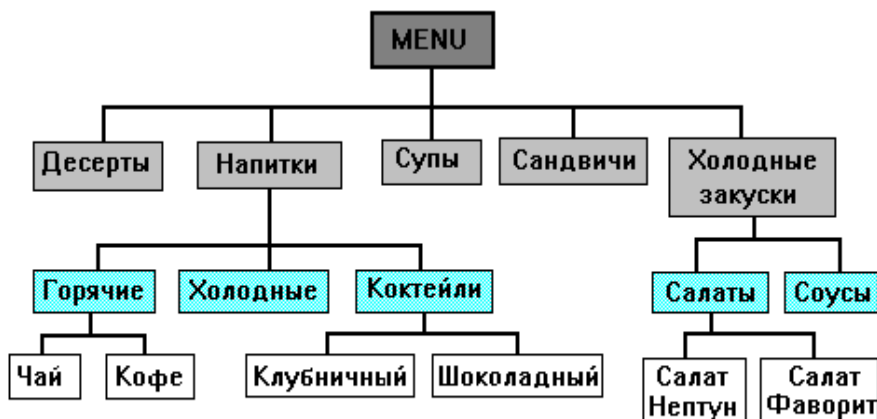 MENU
Десерты
Напитки
Супы
Сандвичи
Холодные
закуски
Горячие
Холодные
Коктейли
Салаты
Соусы
Чай
Кофе
Клубничный
Шоколадный
Салат
Нептун
Салат
Фаворит